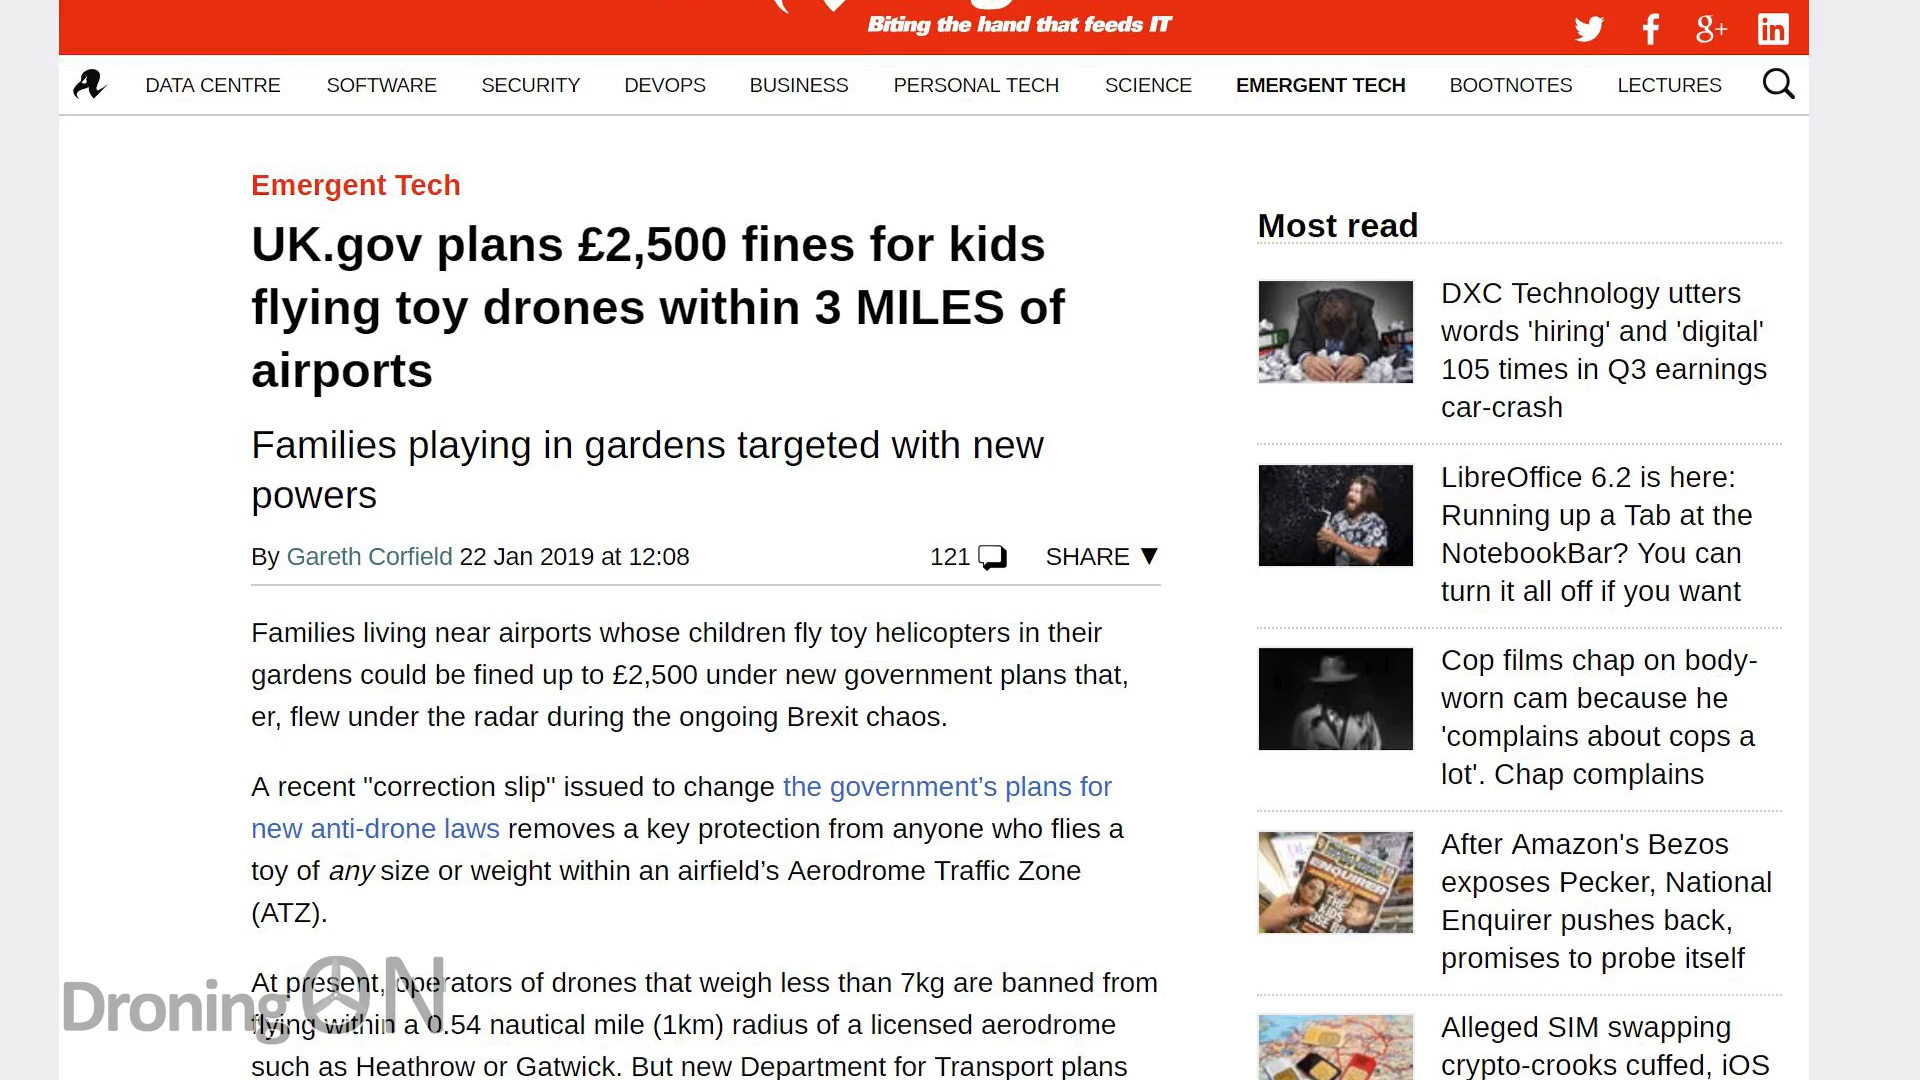 Biting the hand that feeds IT
DATA CENTRE SOFTWARE SECURITY DEVOPS BUSINESS PERSONAL TECH SCIENCE EMERGENT TECH BOOTNOTES LECTURES
Emergent Tech
UK.gov plans £2,500 fines for kids
flying toy drones within 3 MILES of
airports
Families playing in gardens targeted with new
powers
By Gareth Corfield 22 Jan 2019 at 12:08
121
SHARE ▼
Families living near airports whose children fly toy helicopters in their
gardens could be fined up to £2,500 under new government plans that,
er, flew under the radar during the ongoing Brexit chaos.
A recent "correction slip" issued to change the government’s plans for
new anti-drone laws removes a key protection from anyone who flies a
toy of any size or weight within an airfield’s Aerodrome Traffic Zone
(ATZ).
At present, operators of drones that weigh less than 7kg are banned from
flying within a 0.54 nautical mile (1km) radius of a licensed aerodrome
such as Heathrow or Gatwick. But new Department for Transport plans
DroningON
Most read
DXC Technology utters
words 'hiring' and 'digital'
105 times in Q3 earnings
car-crash
LibreOffice 6.2 is here:
Running up a Tab at the
NotebookBar? You can
turn it all off if you want
Cop films chap on body-
worn cam because he
'complains about cops a
lot'. Chap complains
After Amazon's Bezos
exposes Pecker, National
Enquirer pushes back,
promises to probe itself
Alleged SIM swapping
crypto-crooks cuffed, iOS